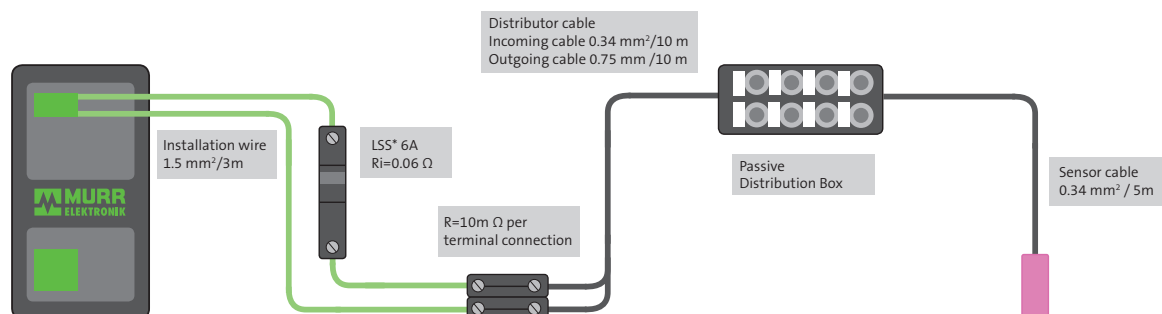 Distributor cable
Incoming cable 0.34 mm²/10 m
Outgoing cable 0.75 mm /10 m
Installation wire
1.5 mm²/3m
LSS* 6A
Ri=0.06 Ω
MURR
ELEKTRONIK
R=10m Ω per
terminal connection
Passive
Distribution Box
Sensor cable
0.34 mm² / 5m